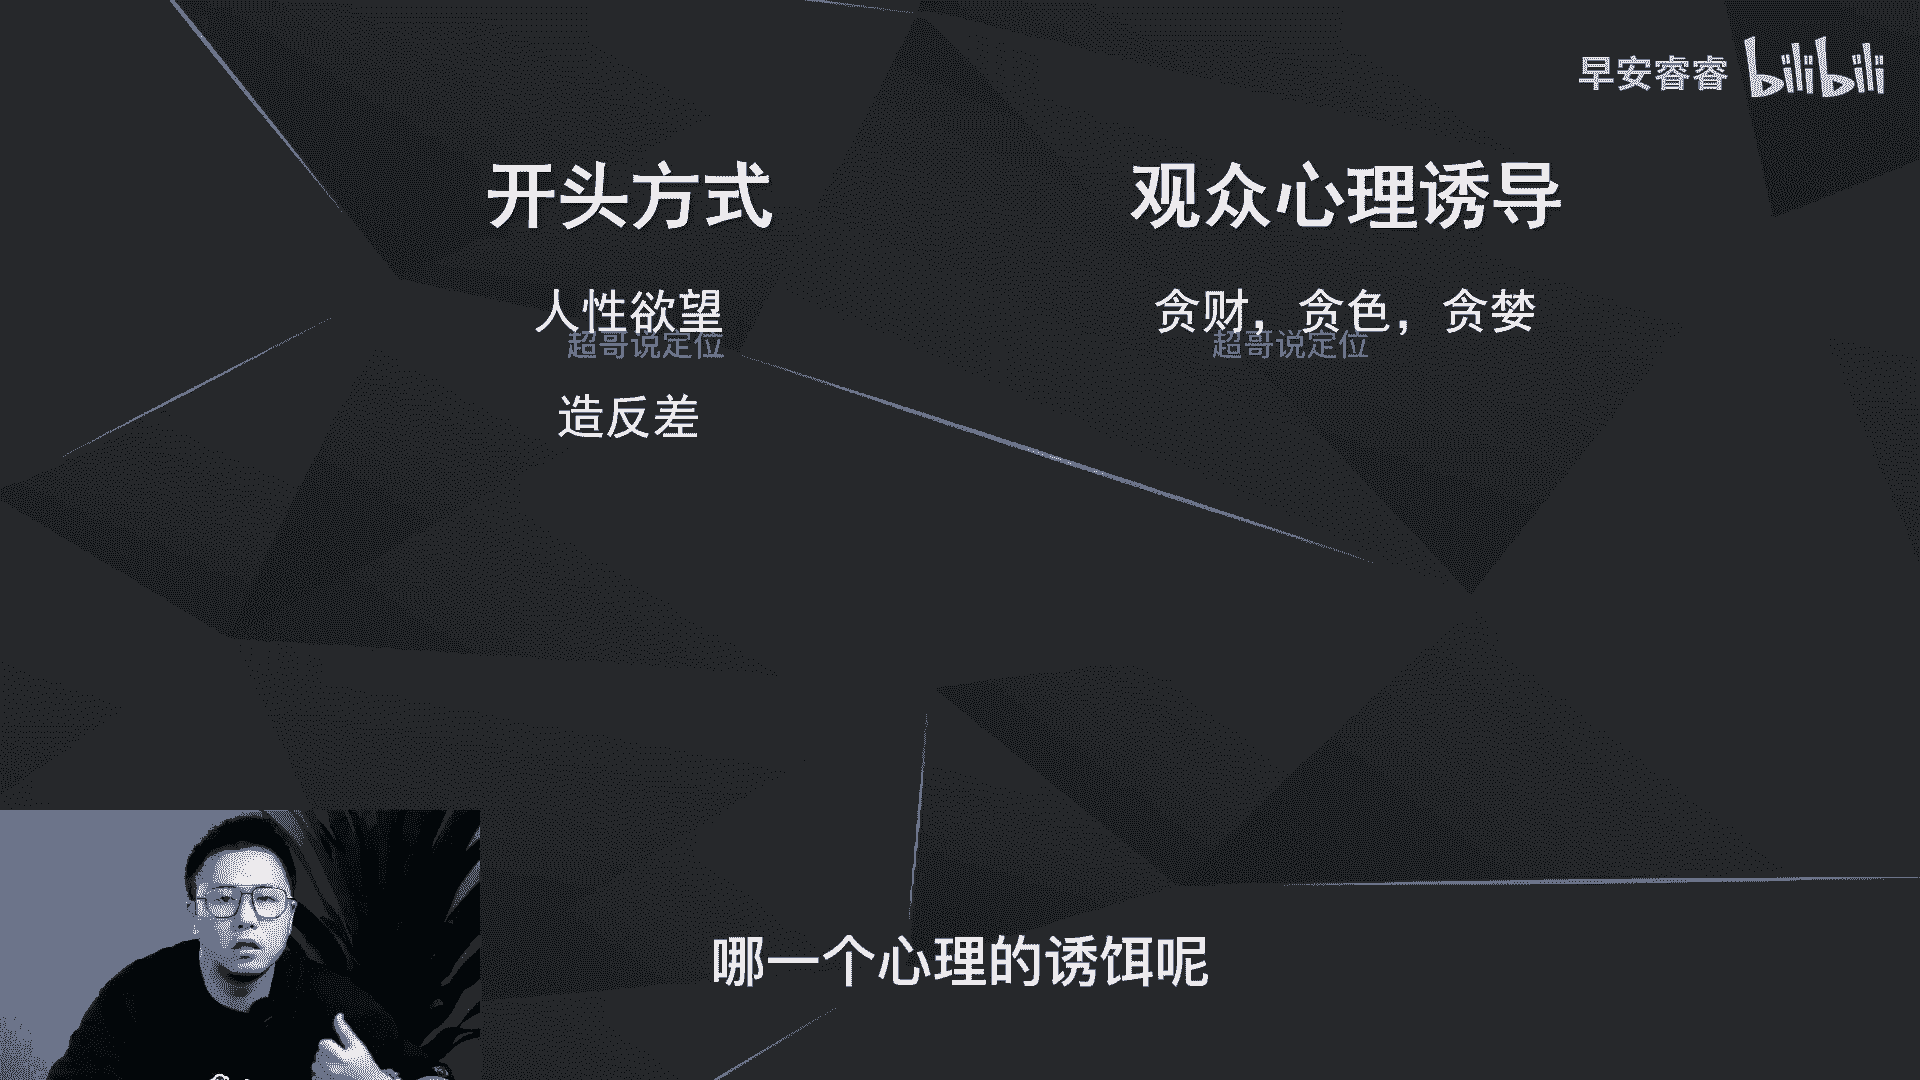 早安睿睿 bilibili
开头方式 观众心理诱导
人性欲望 贪财，贪色，贪婪
超哥说定位 超哥说定位
造反差
哪一个心理的诱饵呢